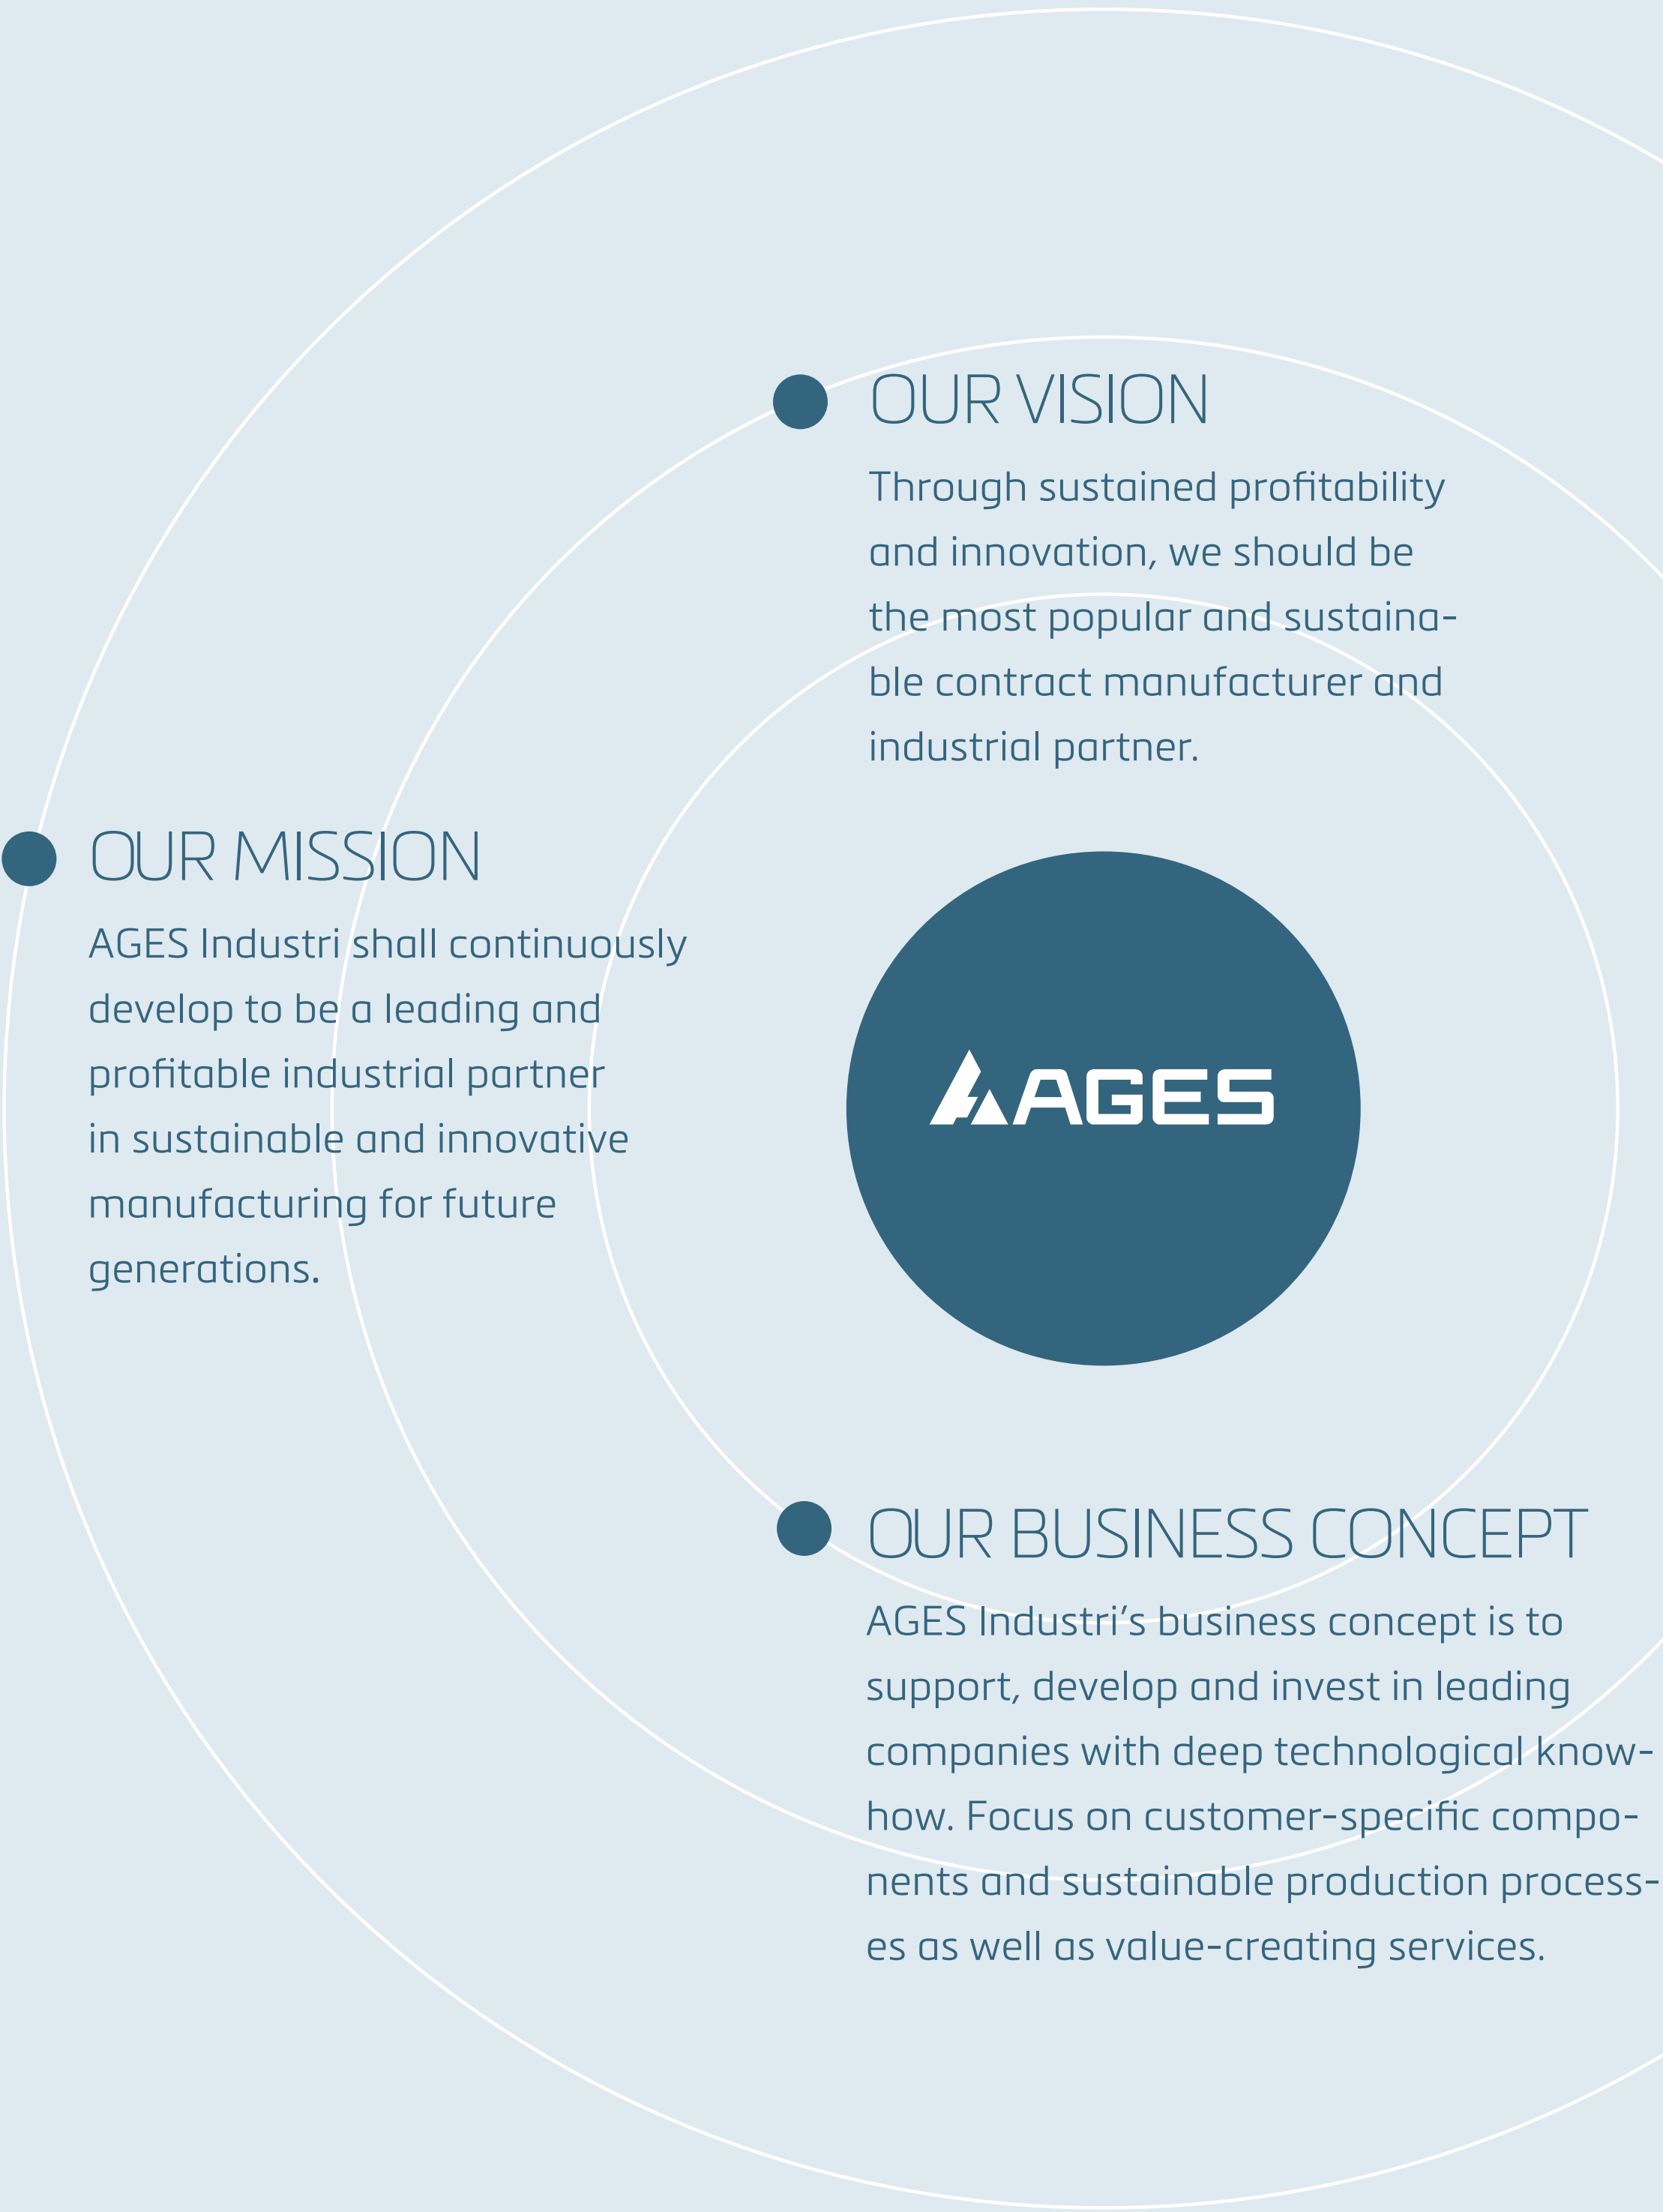 OUR VISION
Through sustained profitability
and innovation, we should be
the most popular and sustaina-
ble contract manufacturer and
industrial partner.
OUR MISSION
AGES Industri shall continuously
develop to be a leading and
profitable industrial partner
in sustainable and innovative
manufacturing for future
generations.
AGES
OUR BUSINESS CONCEPT
AGES Industri’s business concept is to
support, develop and invest in leading
companies with deep technological know-
how. Focus on customer-specific compo-
nents and sustainable production process-
es as well as value-creating services.